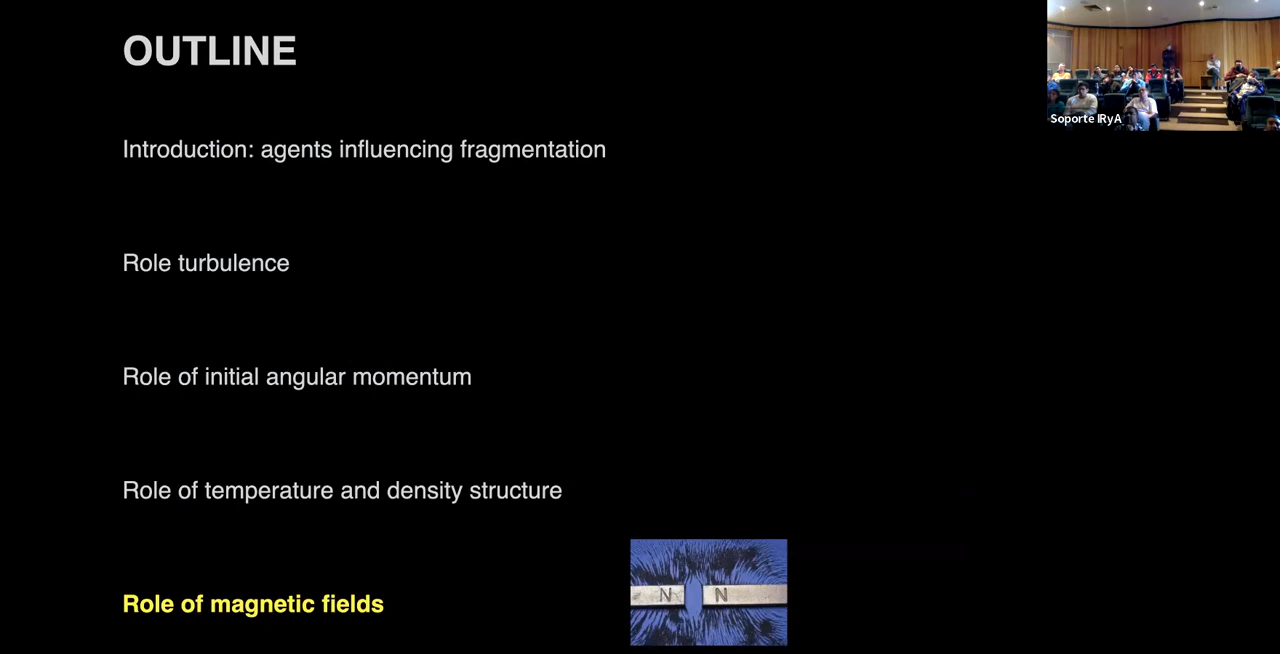 OUTLINE
Soporte IRyA
Introduction: agents influencing fragmentation
Role turbulence
Role of initial angular momentum
Role of temperature and density structure
Role of magnetic fields
N N